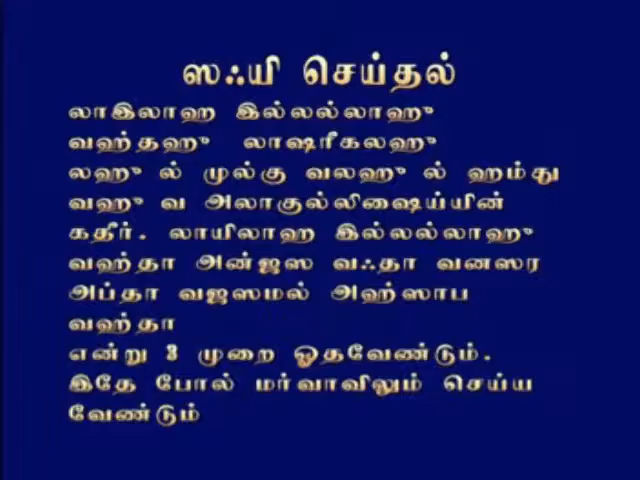 ஸஃயி செய்தல்
லாஇலாஹ இல்லல்லாஹு
வஹ்தஹு லாஷரீகலஹு
லஹு ல் முல்கு வலஹு ல் ஹம்து
வஹு வ அலாகுல்லிஷைய்யின்
கதீர். லாயிலாஹ இல்லல்லாஹு
வஹ்தா அன்ஜஸ வஃதா வனஸர
அப்தா வஜஸமல் அஹ்ஸாப
வஹ்தா
என்று 3 முறை ஓதவேண்டும்.
இதே போல் மர்வாவிலும் செய்ய
வேண்டும்